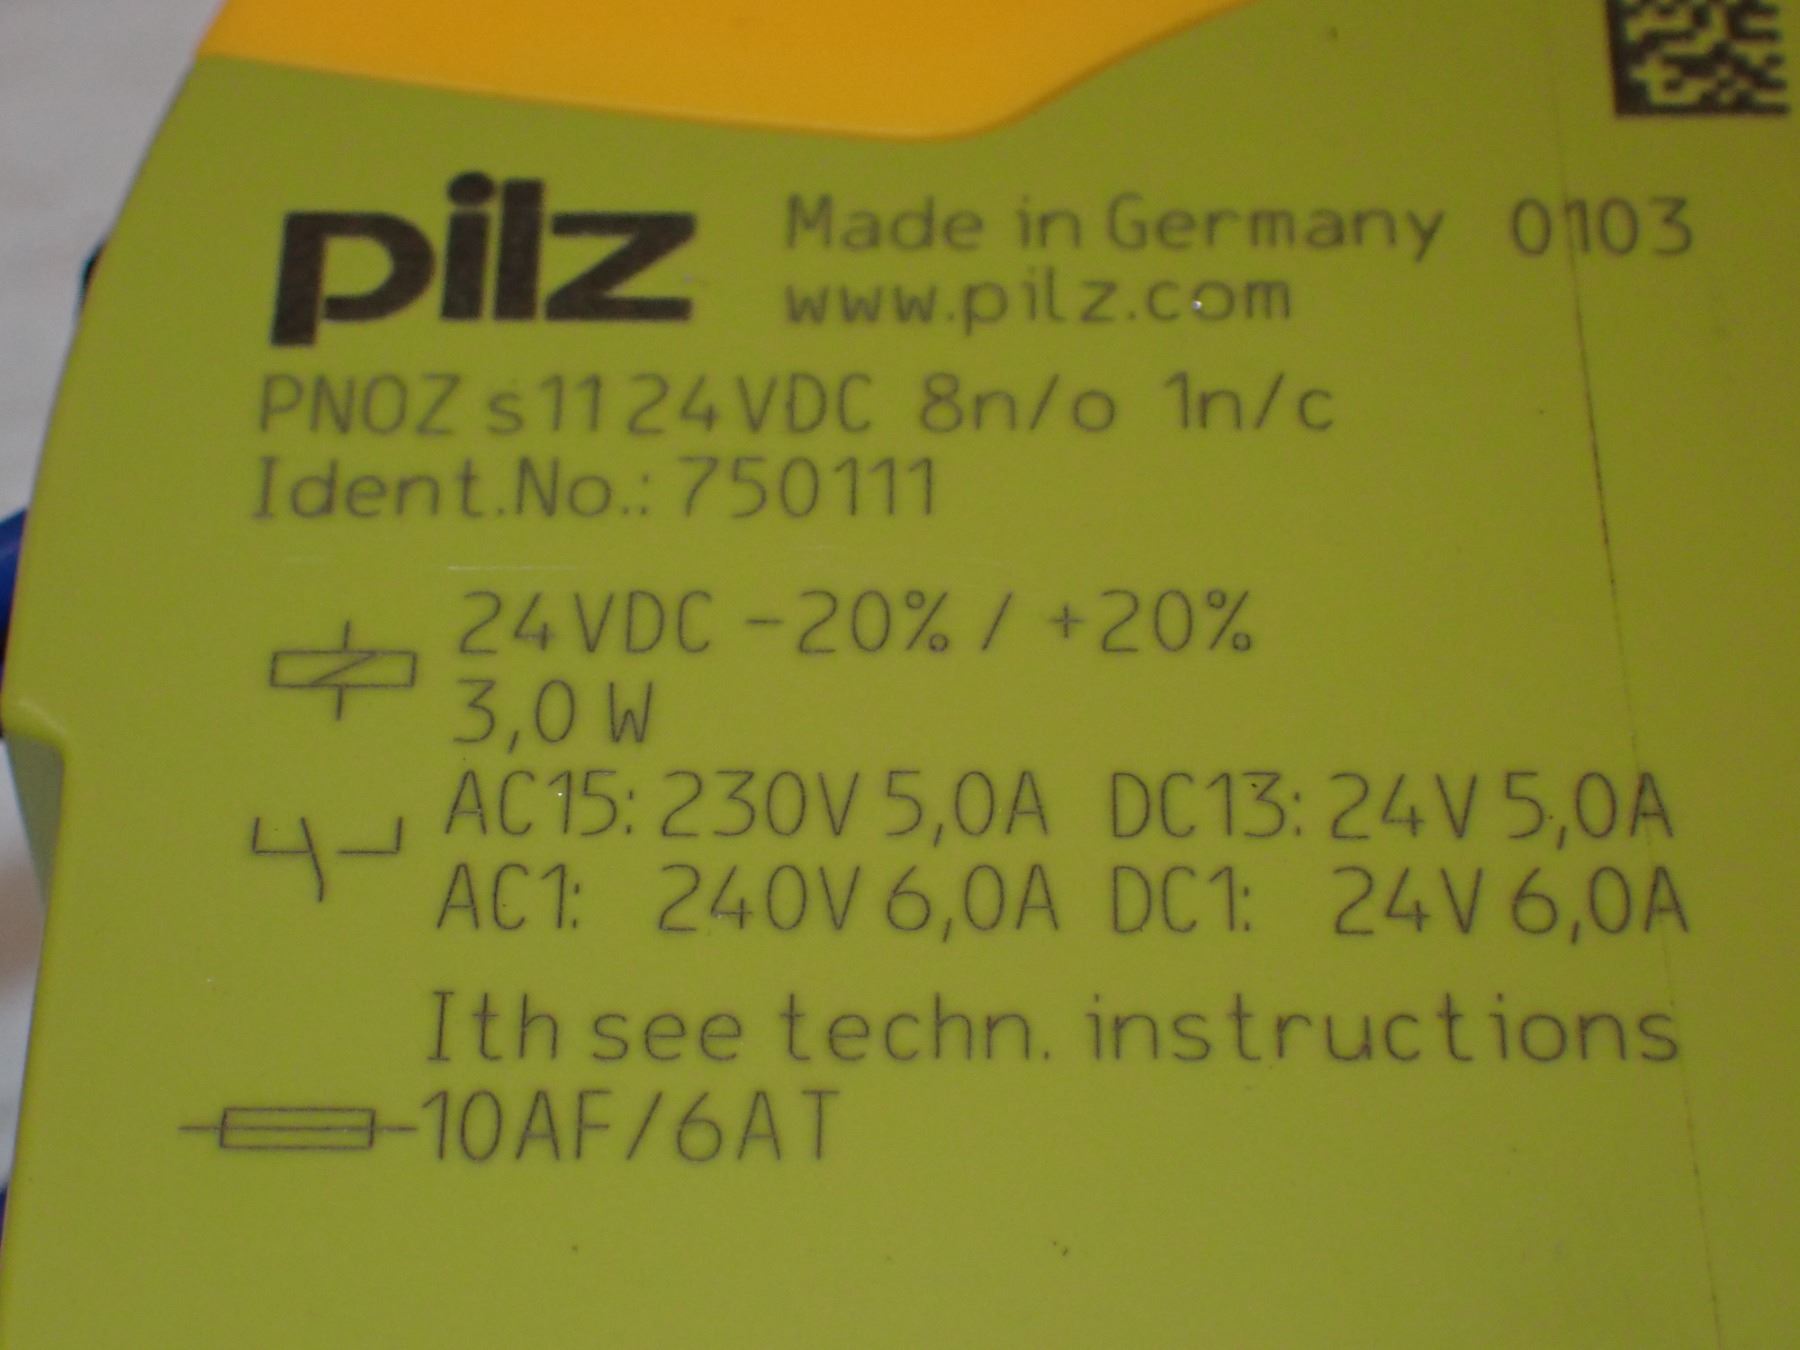 pilz Made in Germany 0103
www.pilz.com
PNOZ s11 24VDC 8n/o 1n/c
Ident.No.: 750111
24VDC -20% / +20%
3,0 W
AC15: 230V 5,0A DC13: 24V 5,0A
AC1: 240V 6,0A DC1: 24V 6,0A
Ith see techn. instructions
10AF/6AT